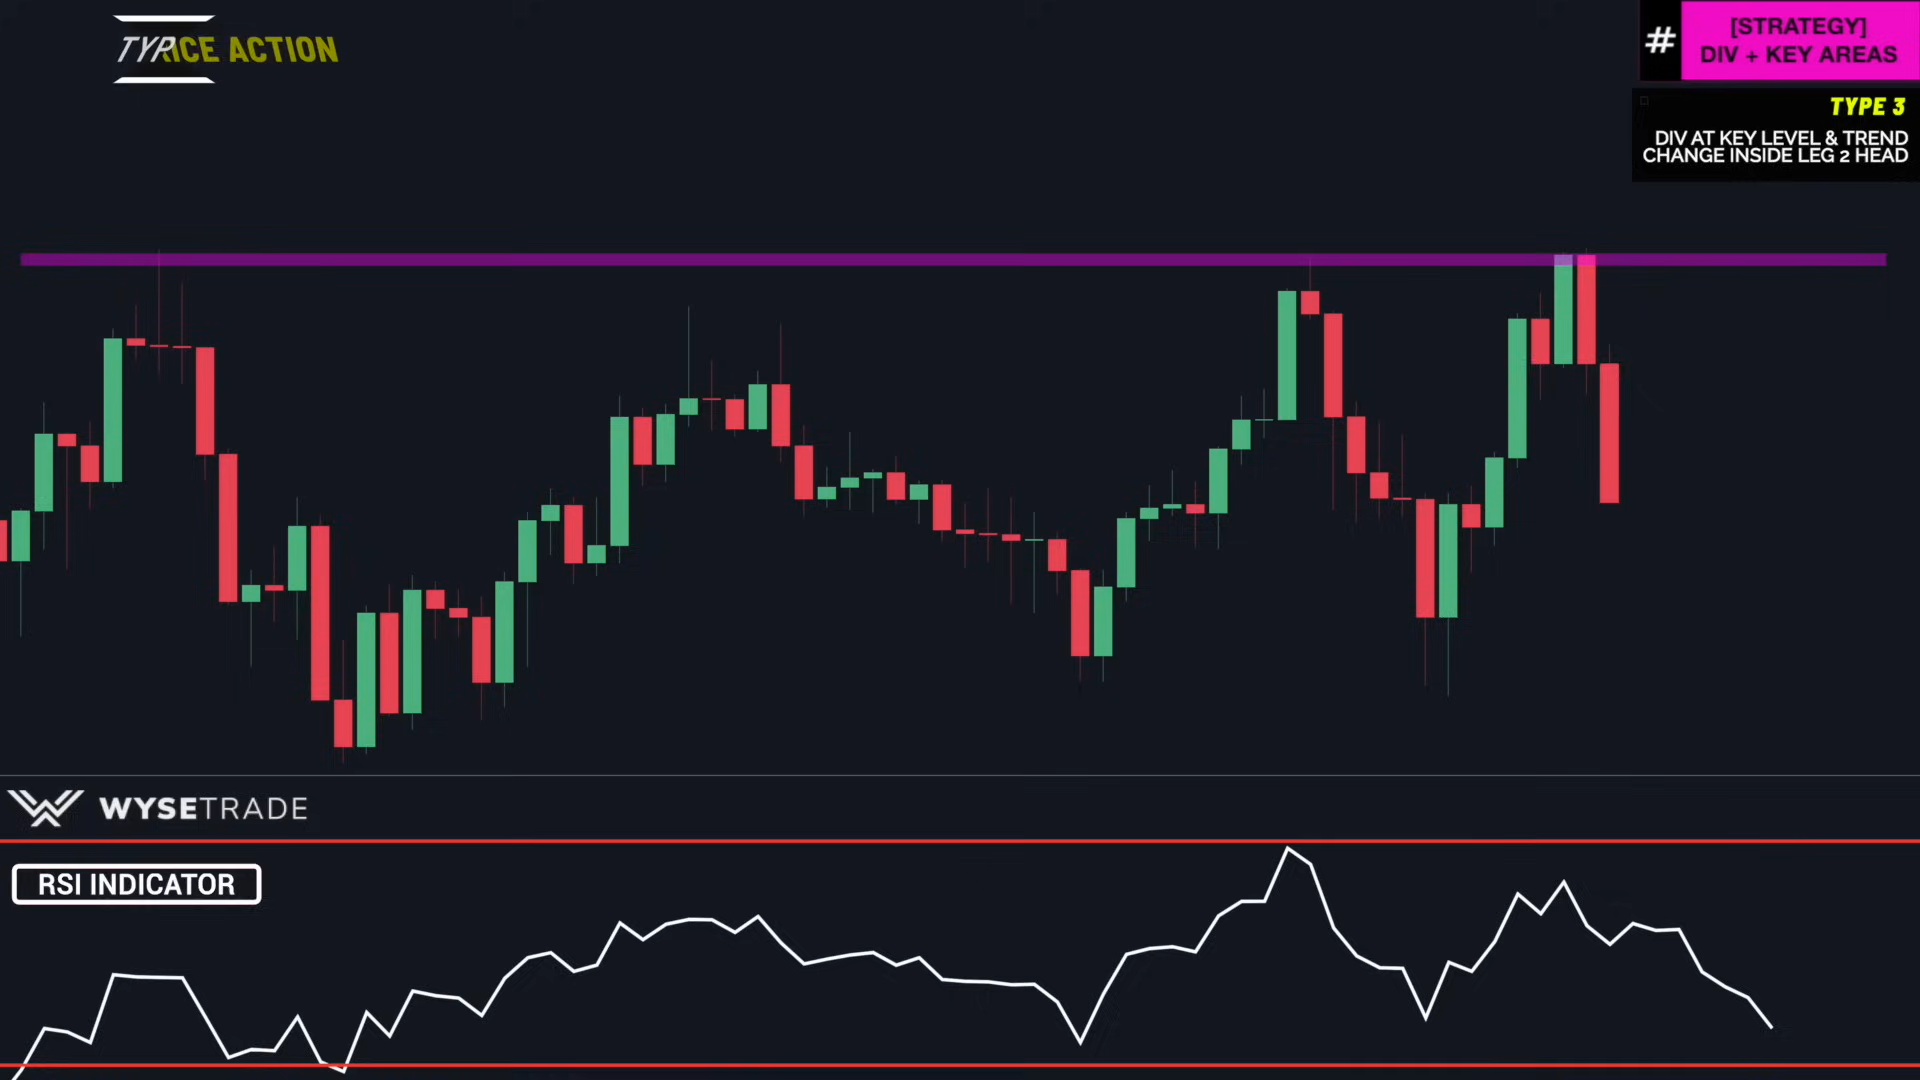 TYPICE ACTION
#
[STRATEGY]
DIV + KEY AREAS
TYPE 3
DIV AT KEY LEVEL & TREND
CHANGE INSIDE LEG 2 HEAD
WYSETRADE
RSI INDICATOR